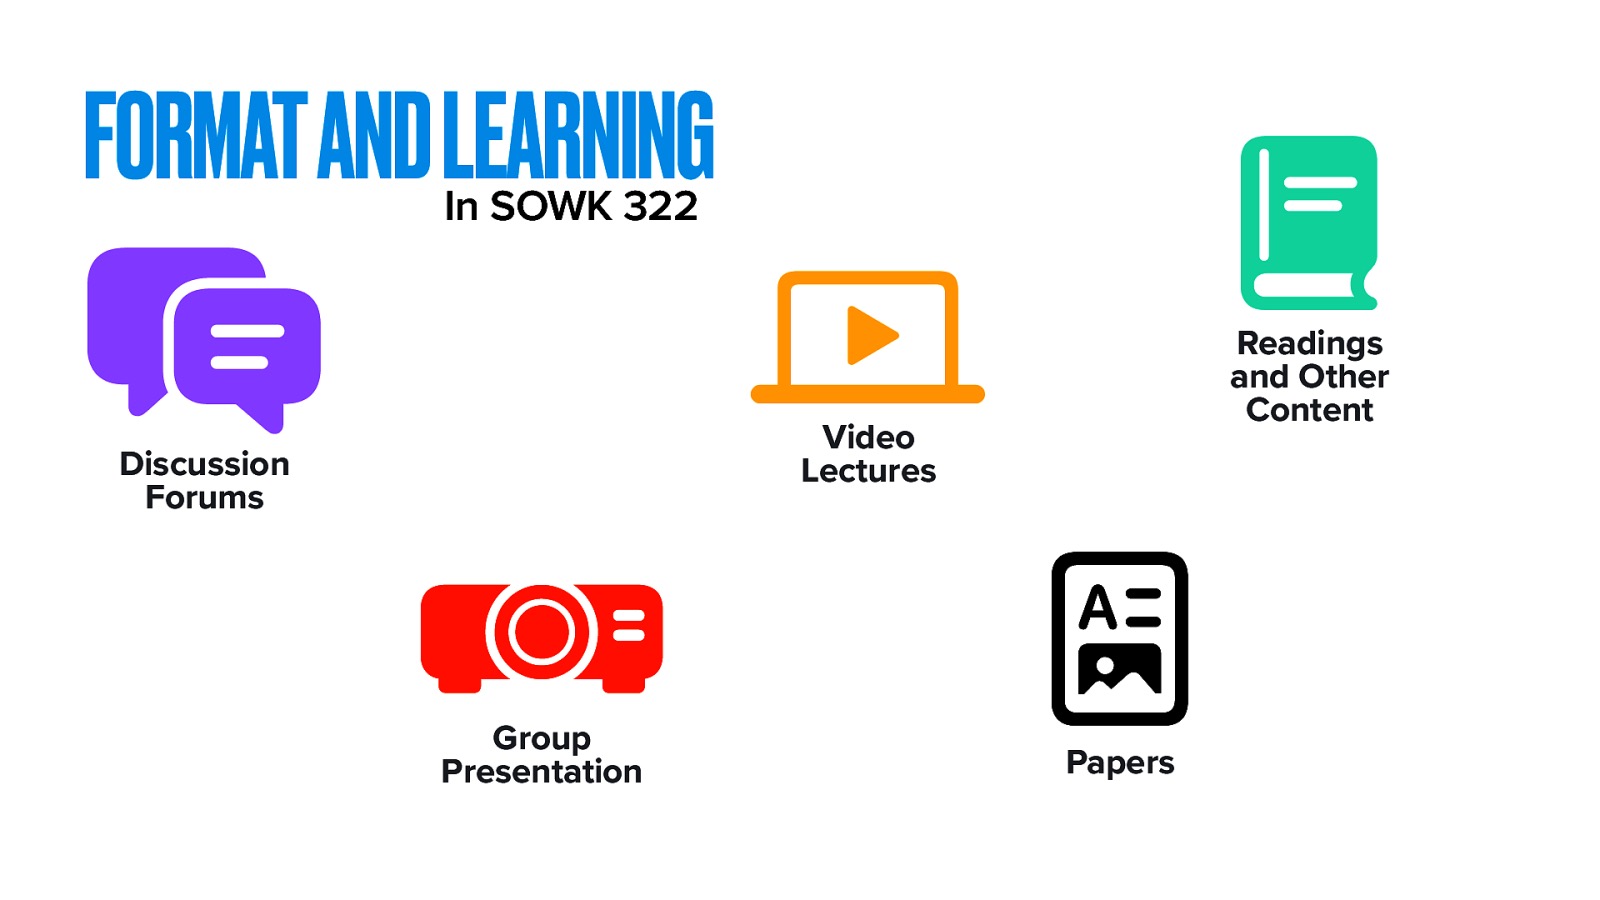 FORMAT AND LEARNING
In SOWK 322
Discussion
Forums
Video
Lectures
Readings
and Other
Content
Group
Presentation
A
Papers